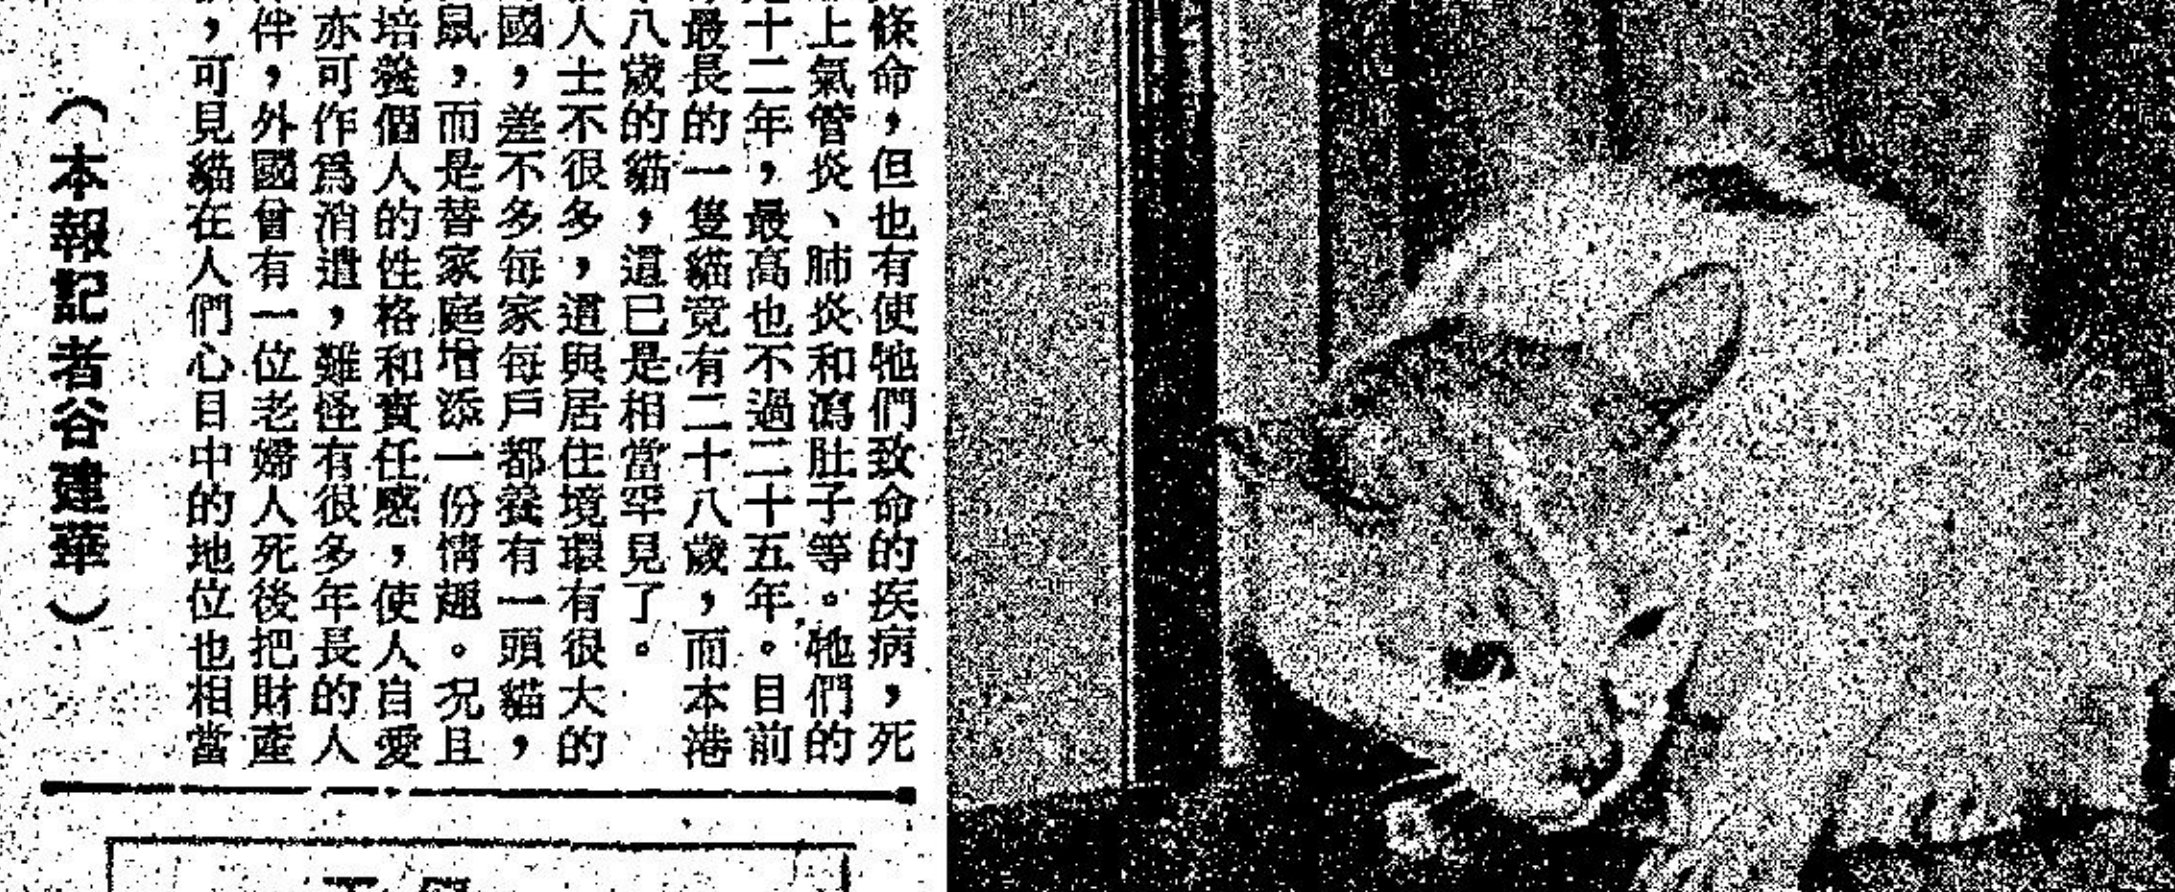 條命，但也有使牠們致命的疾病，死
上氣管炎、肺炎和瀉肚子等。牠們的
十二年，最高也不過二十五年。目前
最長的一隻貓竟有二十八歲，而本港
八歲的貓，這已是相當罕見了。
人士不很多，這與居住境環有很大的
國，差不多每家每戶都養有一頭貓，
鼠，而是替家庭增添一份情趣。況且
培養個人的性格和責任感，使人自愛
亦可作為消遣，難怪有很多年長的人
伴，外國曾有一位老婦人死後把財產
，可見貓在人們心目中的地位也相當
（本報記者谷建華）